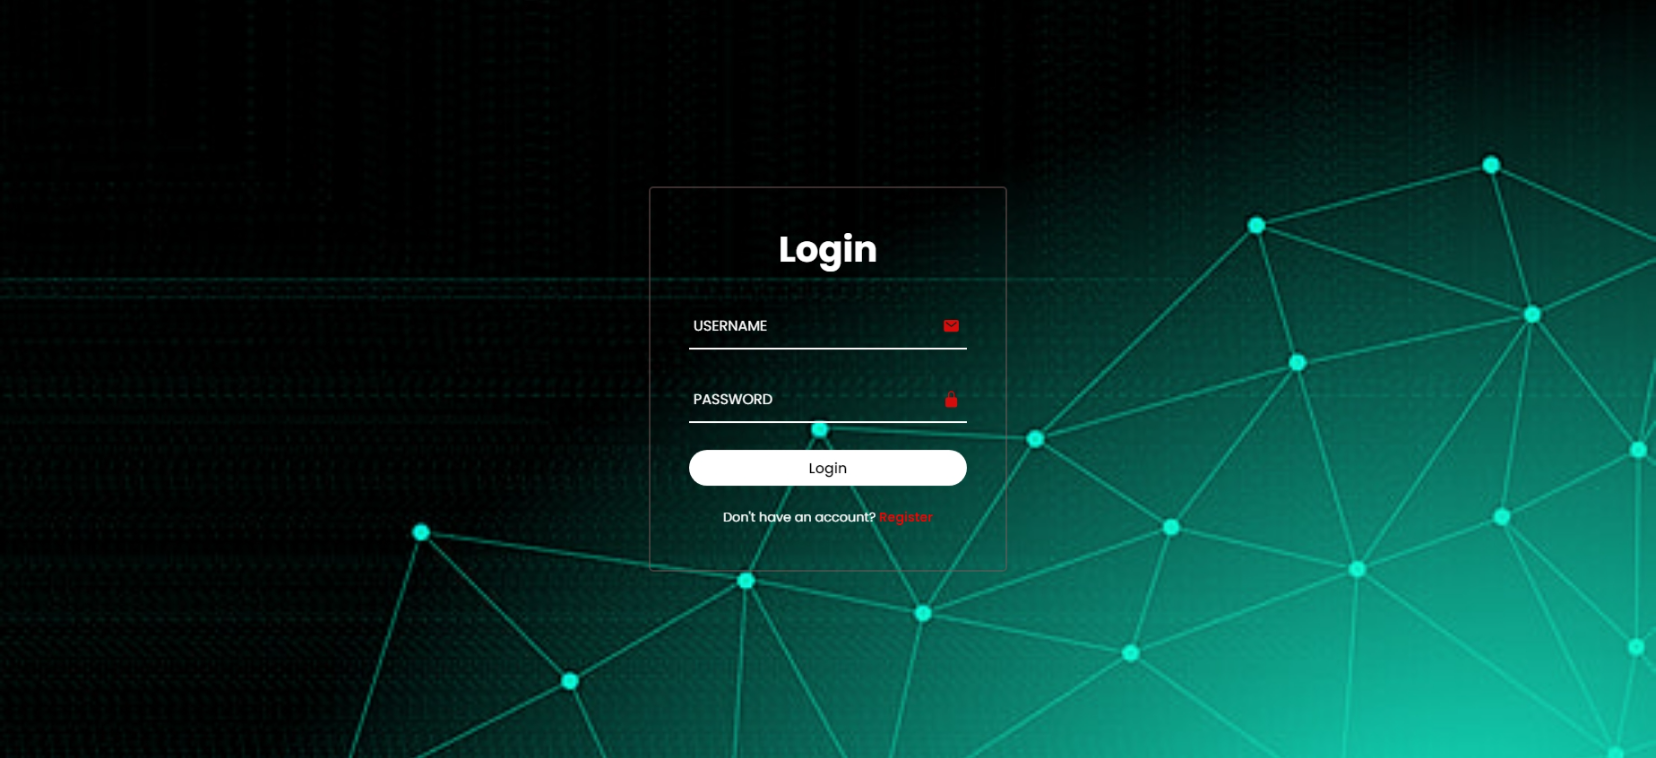 Login
USERNAME
PASSWORD
Login
Don't have an account? Register